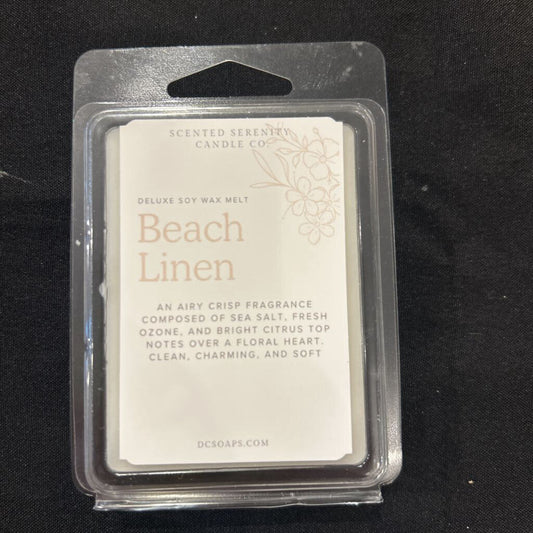 SCENTED SERENITY
CANDLE CO.
DELUXE SOY WAX MELT
Beach
Linen
AN AIRY CRISP FRAGRANCE
COMPOSED OF SEA SALT, FRESH
OZONE, AND BRIGHT CITRUS TOP
NOTES OVER A FLORAL HEART.
CLEAN, CHARMING, AND SOFT
DCSOAPS.COM